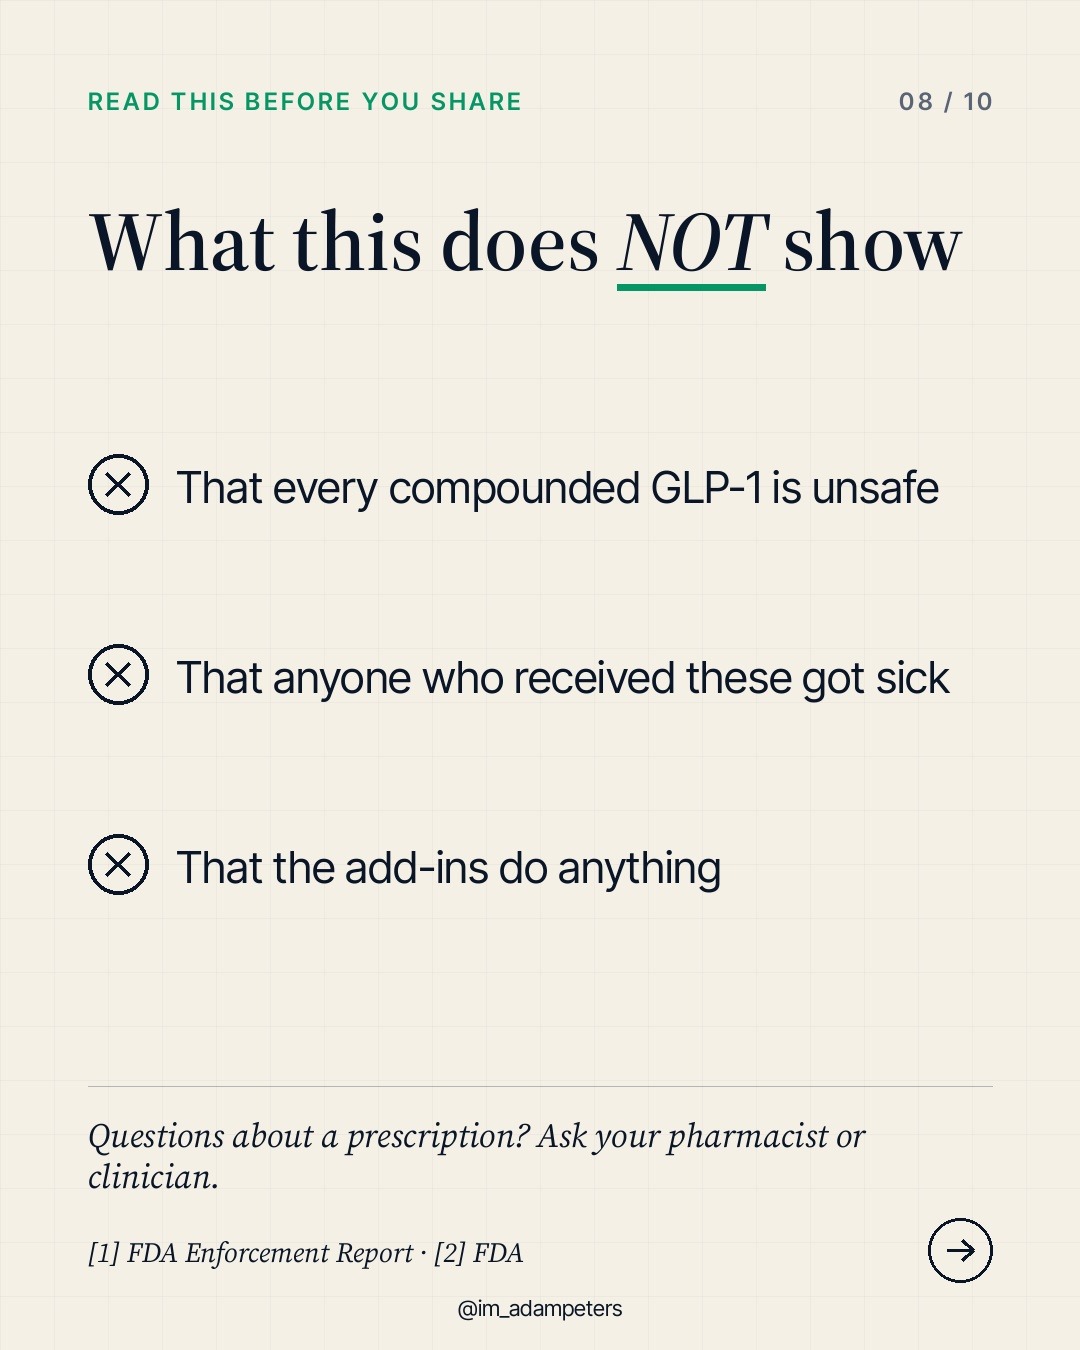 READ THIS BEFORE YOU SHARE
08 / 10
What this does NOT show
That every compounded GLP-1 is unsafe
That anyone who received these got sick
That the add-ins do anything
Questions about a prescription? Ask your pharmacist or
clinician.
[1] FDA Enforcement Report · [2] FDA
@im_adampeters